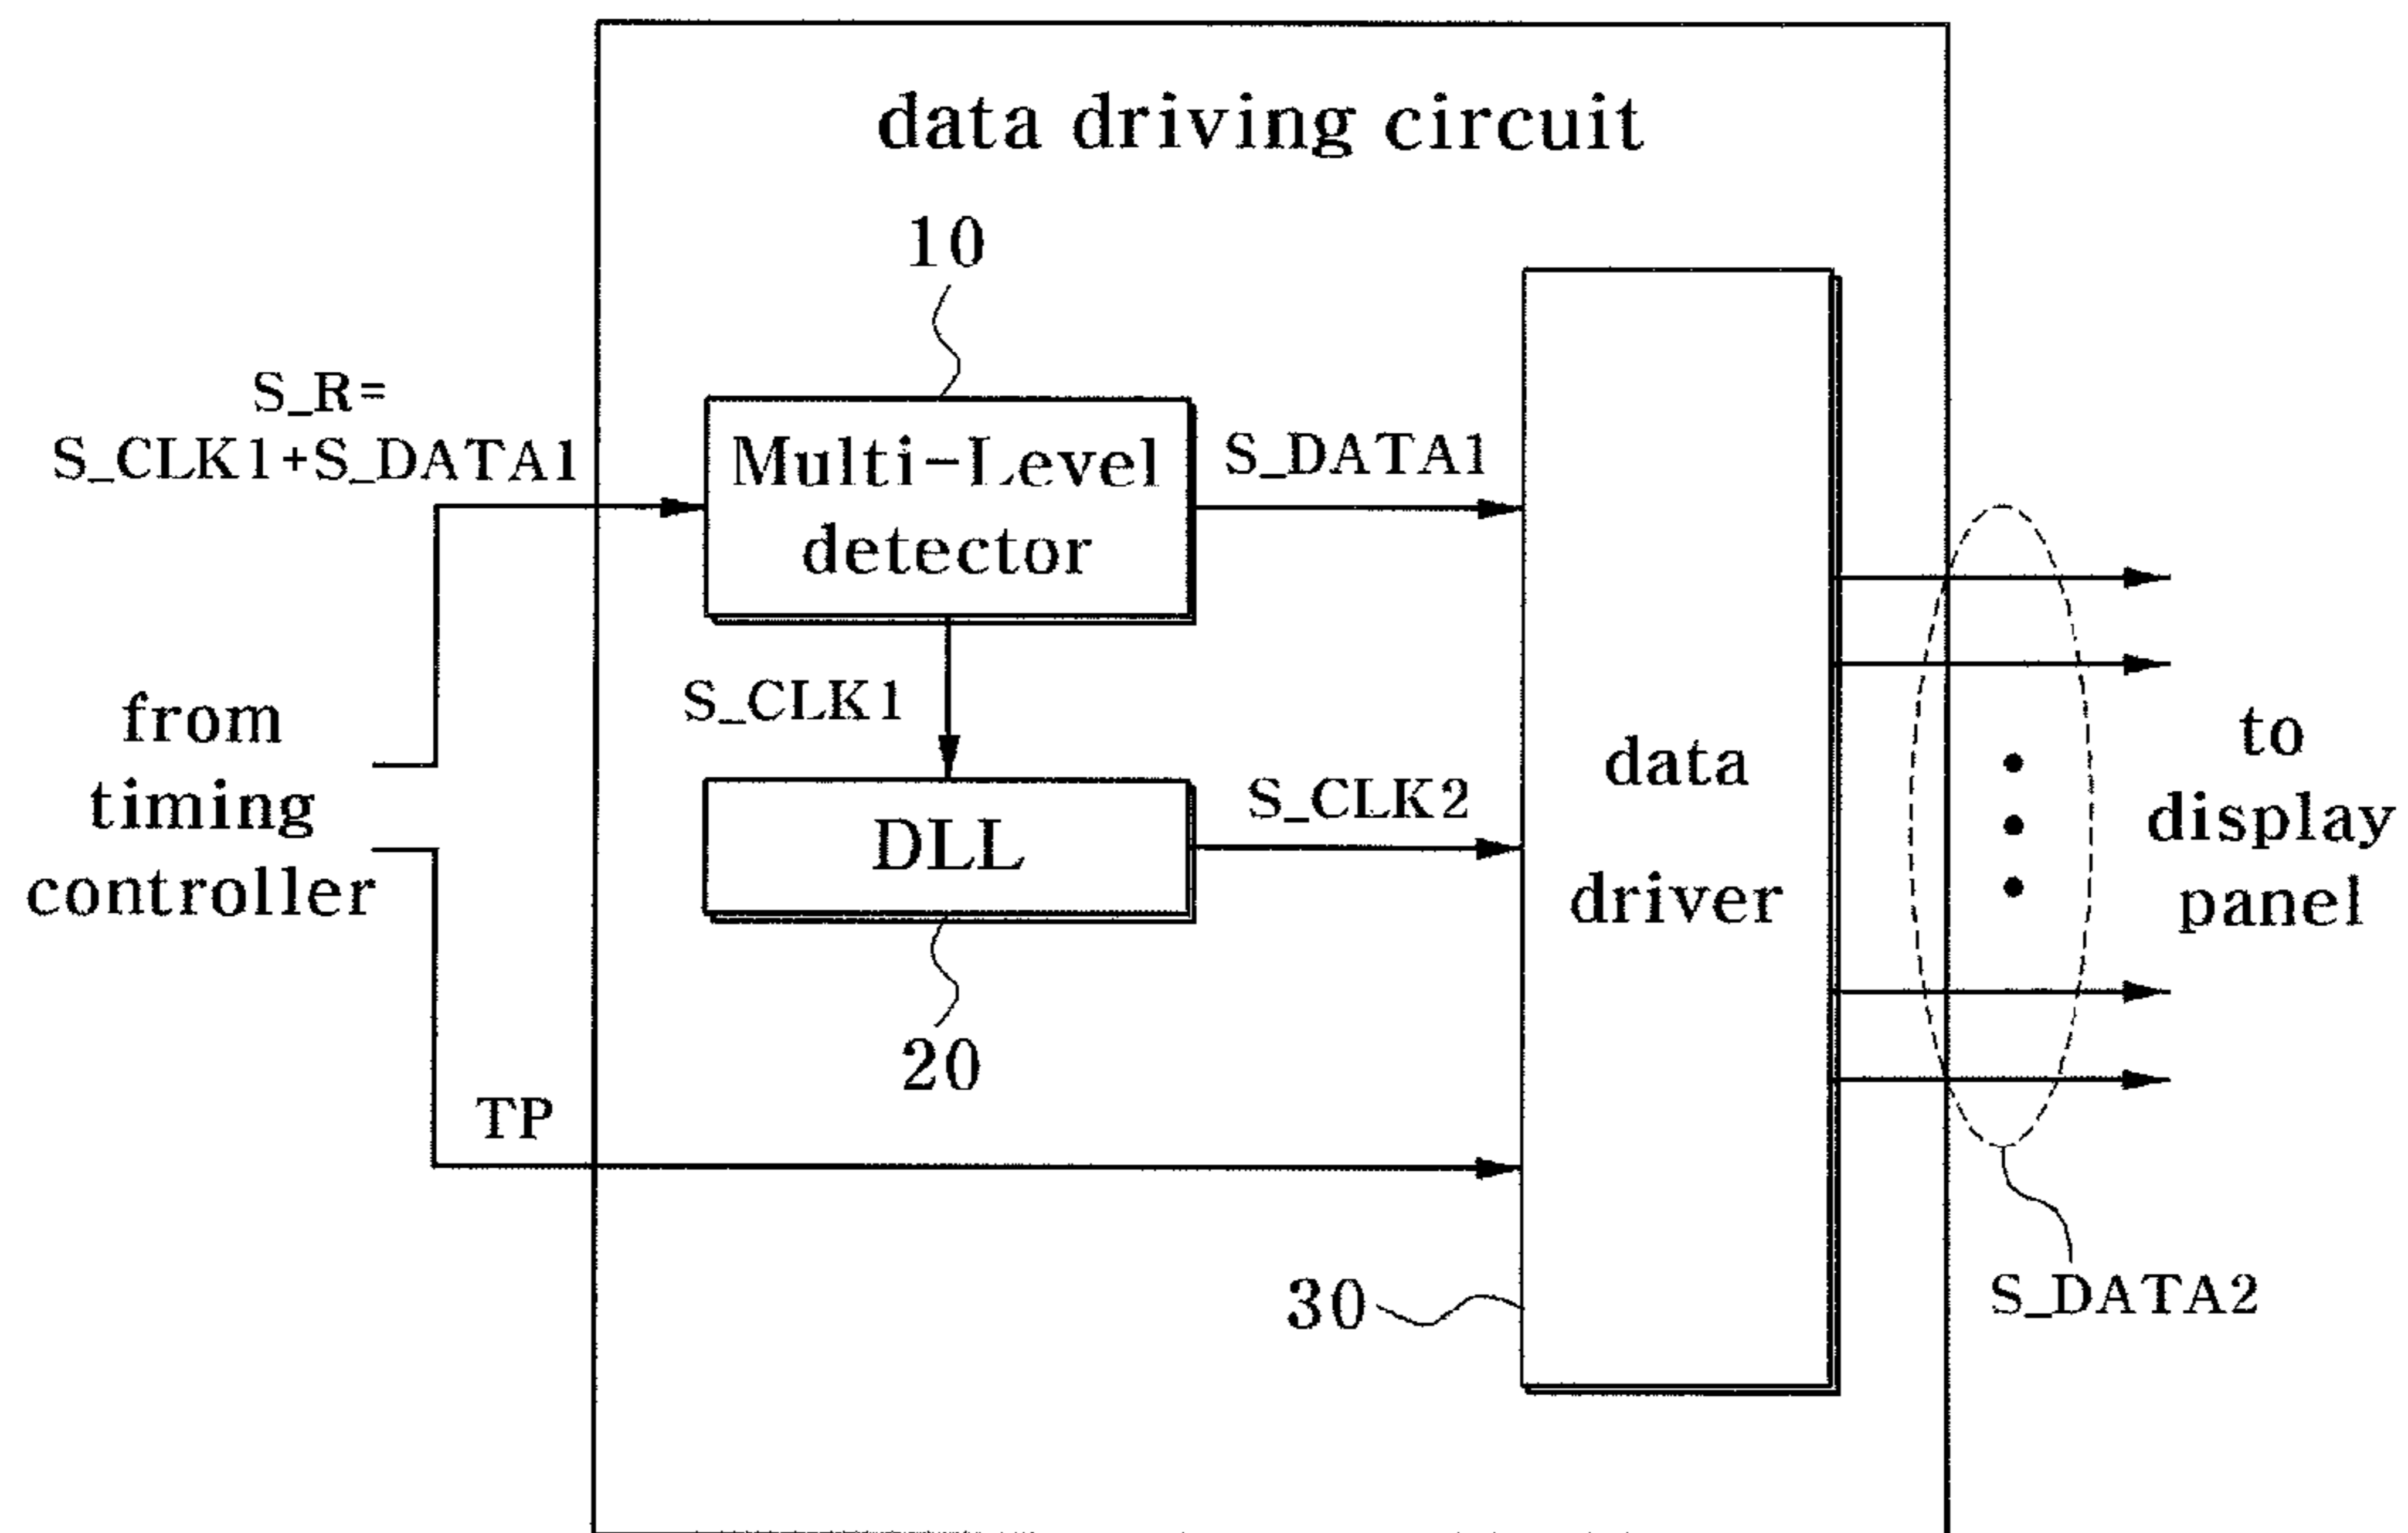 data driving circuit
10
S_R=
S_CLK1+S_DATA1
Multi-Level
detector
S_DATA1
S_CLK1
from
timing
controller
DLL
S_CLK2
20
TP
data
driver
30
to
display
panel
S_DATA2